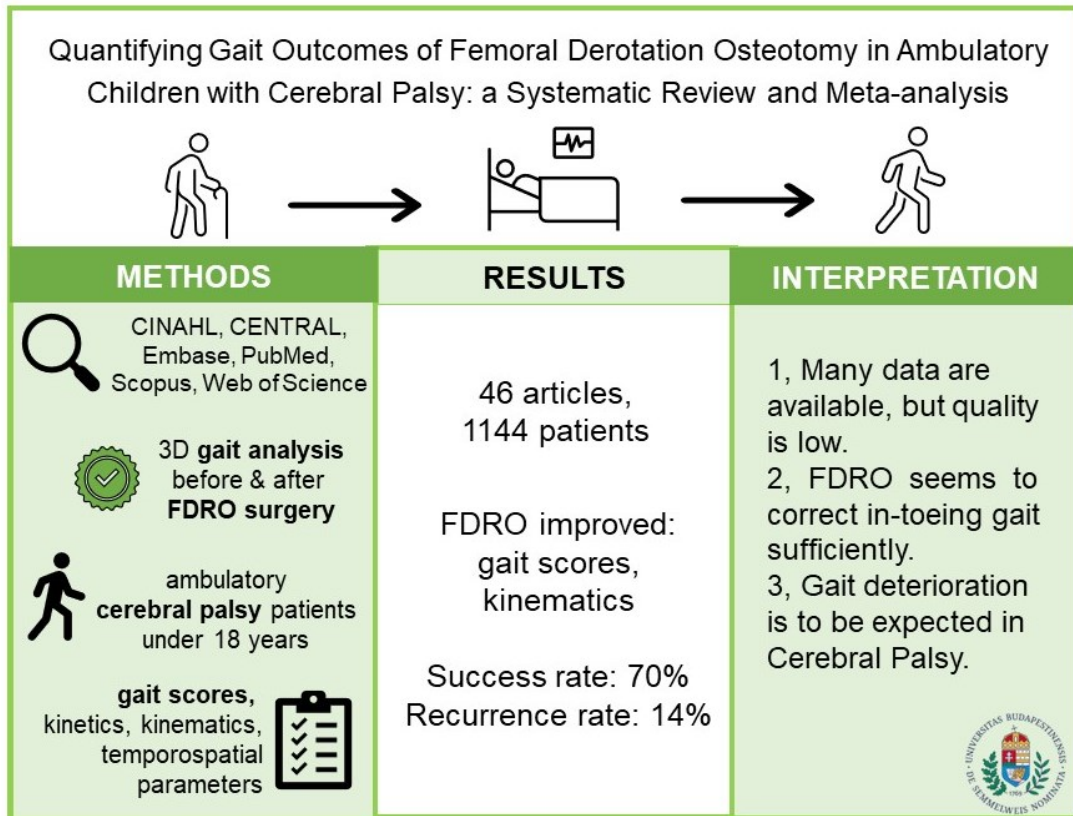 Quantifying Gait Outcomes of Femoral Derotation Osteotomy in Ambulatory
Children with Cerebral Palsy: a Systematic Review and Meta-analysis
METHODS
CINAHL, CENTRAL,
Embase, PubMed,
Scopus, Web of Science
3D gait analysis
before & after
FDRO surgery
ambulatory
cerebral palsy patients
under 18 years
gait scores,
kinetics, kinematics,
temporospatial
parameters
RESULTS
46 articles,
1144 patients
FDRO improved:
gait scores,
kinematics
Success rate: 70%
Recurrence rate: 14%
INTERPRETATION
1, Many data are
available, but quality
is low.
2, FDRO seems to
correct in-toeing gait
sufficiently.
3, Gait deterioration
is to be expected in
Cerebral Palsy.
UNIVERSITAS BUDAPESTINENSIS
DE SEMMELWEIS NOMINATA
1769